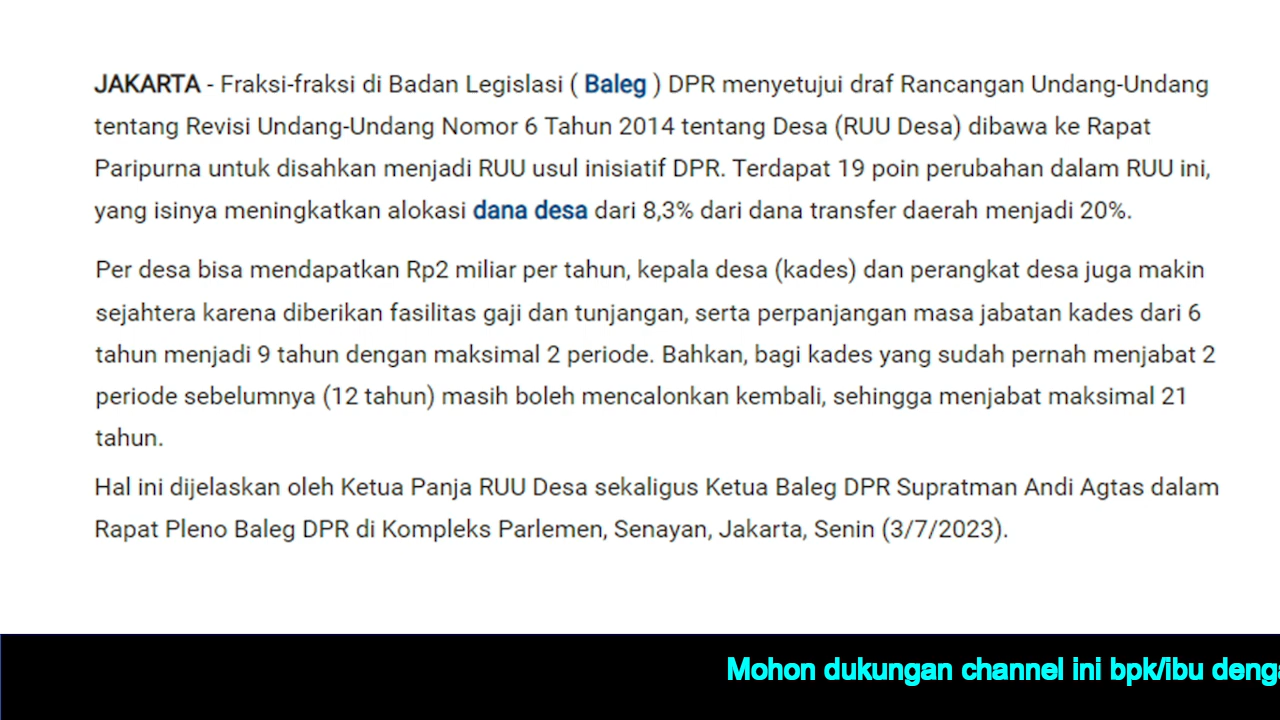 JAKARTA - Fraksi-fraksi di Badan Legislasi ( Baleg ) DPR menyetujui draf Rancangan Undang-Undang
tentang Revisi Undang-Undang Nomor 6 Tahun 2014 tentang Desa (RUU Desa) dibawa ke Rapat
Paripurna untuk disahkan menjadi RUU usul inisiatif DPR. Terdapat 19 poin perubahan dalam RUU ini,
yang isinya meningkatkan alokasi dana desa dari 8,3% dari dana transfer daerah menjadi 20%.
Per desa bisa mendapatkan Rp2 miliar per tahun, kepala desa (kades) dan perangkat desa juga makin
sejahtera karena diberikan fasilitas gaji dan tunjangan, serta perpanjangan masa jabatan kades dari 6
tahun menjadi 9 tahun dengan maksimal 2 periode. Bahkan, bagi kades yang sudah pernah menjabat 2
periode sebelumnya (12 tahun) masih boleh mencalonkan kembali, sehingga menjabat maksimal 21
tahun.
Hal ini dijelaskan oleh Ketua Panja RUU Desa sekaligus Ketua Baleg DPR Supratman Andi Agtas dalam
Rapat Pleno Baleg DPR di Kompleks Parlemen, Senayan, Jakarta, Senin (3/7/2023).
Mohon dukungan channel ini bpk/ibu